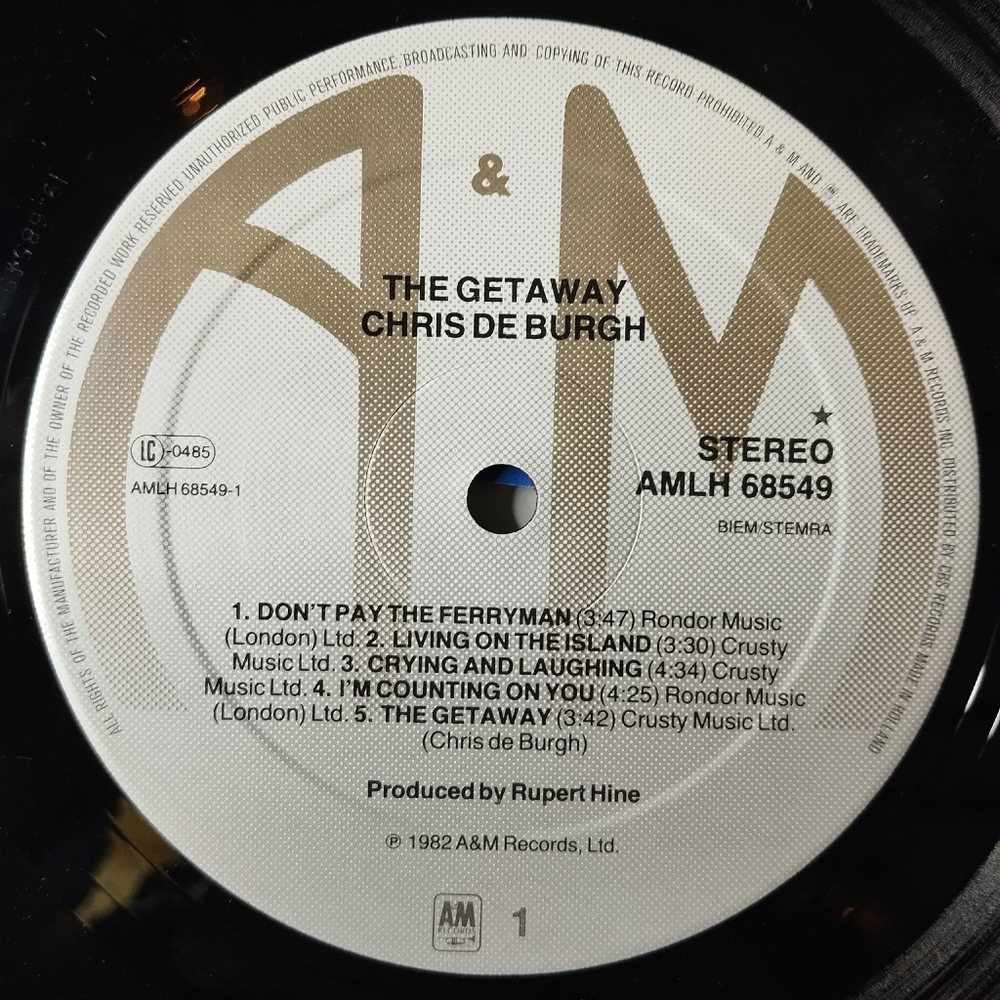 ALL RIGHTS OF THE MANUFACTURER AND OF THE OWNER OF THE RECORDED WORK RESERVED UNAUTHORIZED PUBLIC PERFORMANCE, BROADCASTING AND COPYING OF THIS RECORD PROHIBITED A & M AND ARE TRADEMARKS OF A & M RECORDS INC. DISTRIBUTED BY CBS RECORDS MADE IN HOLLAND
A & M
THE GETAWAY
CHRIS DE BURGH
★
LC-0485
STEREO
AMLH 68549-1
AMLH 68549
BIEM/STEMRA
1. DON'T PAY THE FERRYMAN (3:47) Rondor Music
(London) Ltd. 2. LIVING ON THE ISLAND (3:30) Crusty
Music Ltd. 3. CRYING AND LAUGHING (4:34) Crusty
Music Ltd. 4. I'M COUNTING ON YOU (4:25) Rondor Music
(London) Ltd. 5. THE GETAWAY (3:42) Crusty Music Ltd.
(Chris de Burgh)
Produced by Rupert Hine
℗ 1982 A&M Records, Ltd.
AM
RECORDS
1